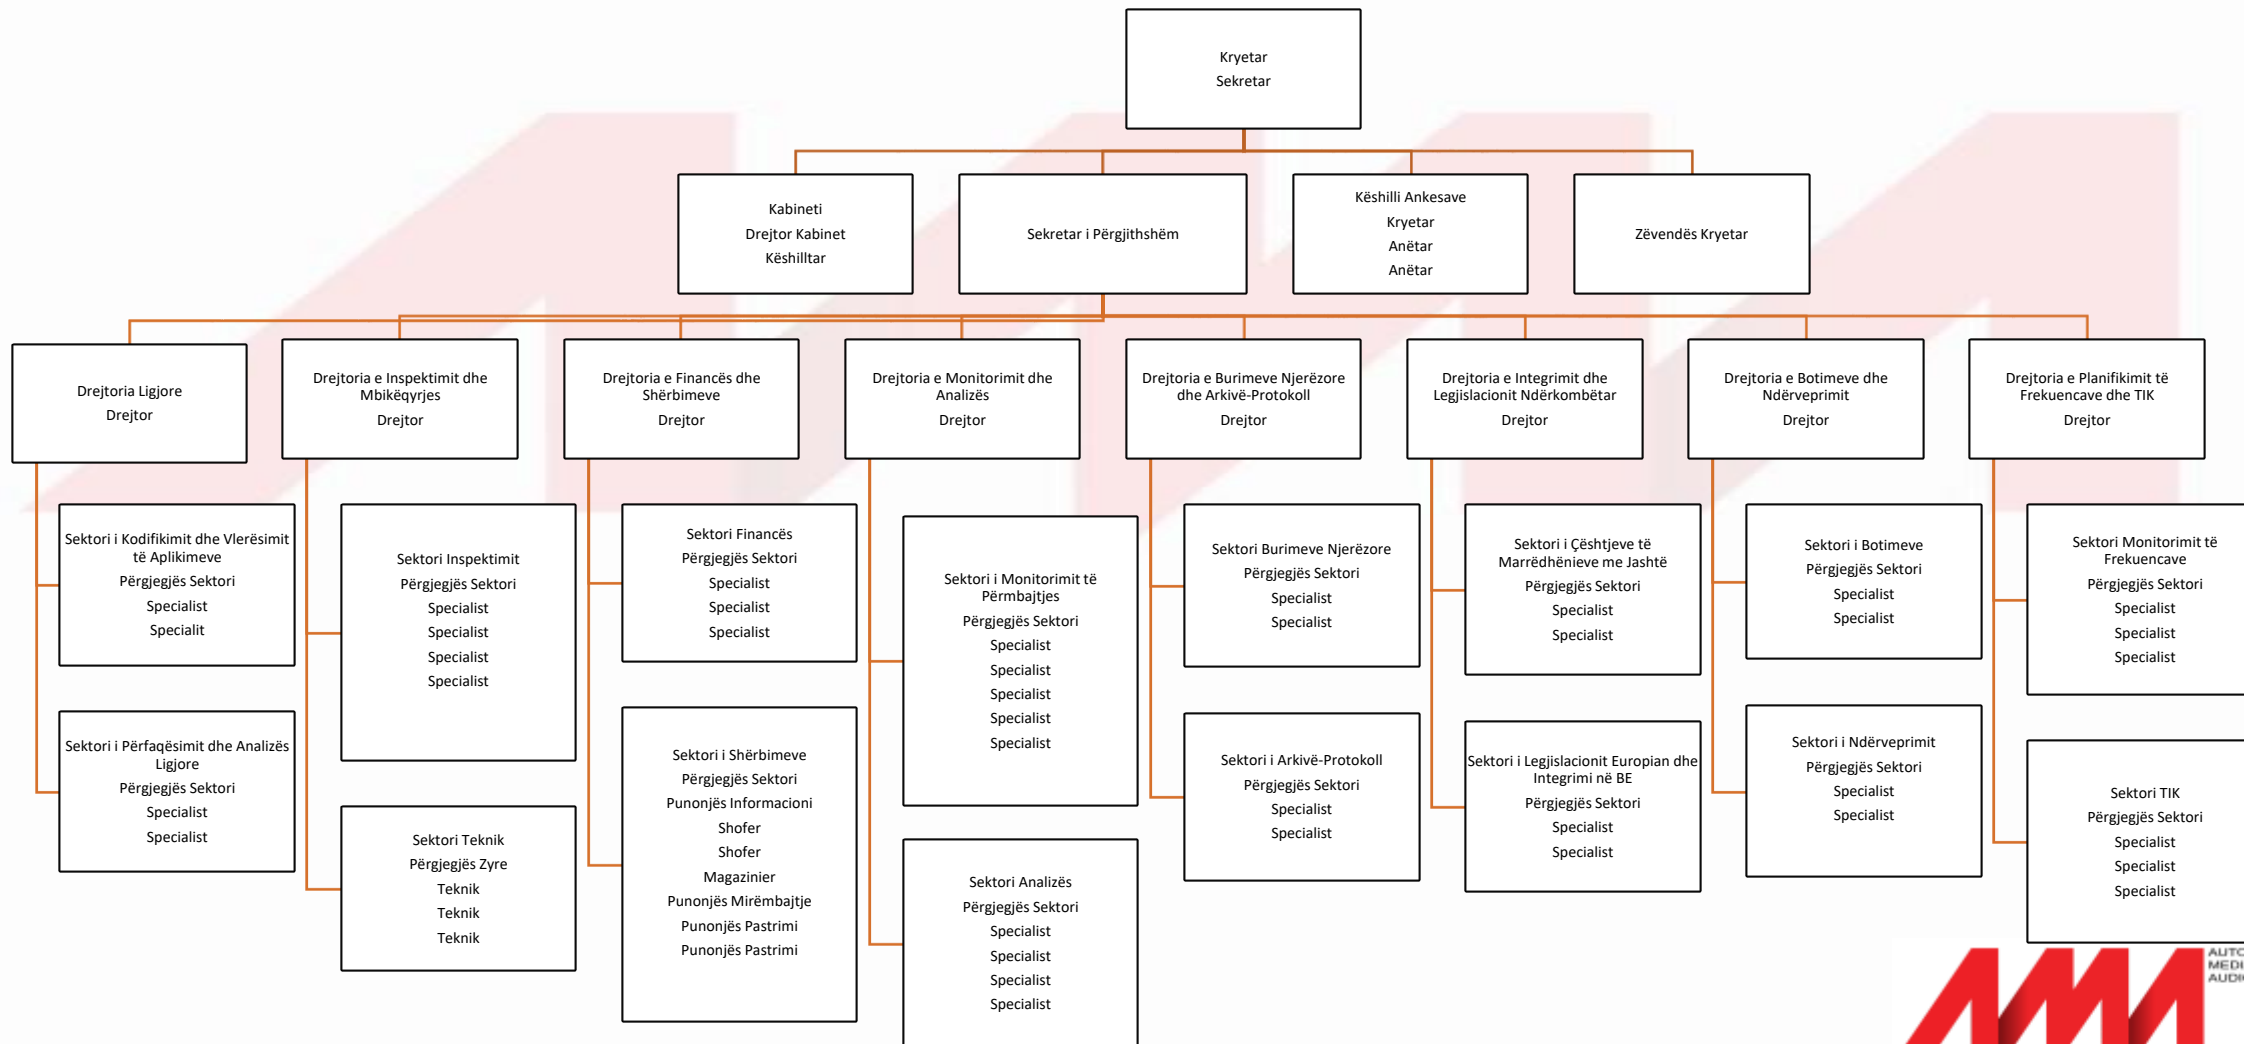 Kryetar
Sekretar
Kabineti
Drejtor Kabinet
Këshilltar
Sekretar i Përgjithshëm
Këshilli Ankesave
Kryetar
Anëtar
Anëtar
Zëvendës Kryetar
Drejtoria Ligjore
Drejtor
Drejtoria e Inspektimit dhe
Mbikëqyrjes
Drejtor
Drejtoria e Financës dhe
Shërbimeve
Drejtor
Drejtoria e Monitorimit dhe
Analizës
Drejtor
Drejtoria e Burimeve Njerëzore
dhe Arkivë-Protokoll
Drejtor
Drejtoria e Integrimit dhe
Legjislacionit Ndërkombëtar
Drejtor
Drejtoria e Botimeve dhe
Ndërveprimit
Drejtor
Drejtoria e Planifikimit të
Frekuencave dhe TIK
Drejtor
Sektori i Kodifikimit dhe Vlerësimit
të Aplikimeve
Përgjegjës Sektori
Specialist
Specialit
Sektori i Përfaqësimit dhe Analizës
Ligjore
Përgjegjës Sektori
Specialist
Specialist
Sektori Inspektimit
Përgjegjës Sektori
Specialist
Specialist
Specialist
Specialist
Sektori Teknik
Përgjegjës Zyre
Teknik
Teknik
Teknik
Sektori Financës
Përgjegjës Sektori
Specialist
Specialist
Specialist
Sektori i Shërbimeve
Përgjegjës Sektori
Punonjës Informacioni
Shofer
Shofer
Magazinier
Punonjës Mirëmbajtje
Punonjës Pastrimi
Punonjës Pastrimi
Sektori i Monitorimit të
Përmbajtjes
Përgjegjës Sektori
Specialist
Specialist
Specialist
Specialist
Specialist
Sektori Analizës
Përgjegjës Sektori
Specialist
Specialist
Specialist
Specialist
Sektori Burimeve Njerëzore
Përgjegjës Sektori
Specialist
Specialist
Sektori i Arkivë-Protokoll
Përgjegjës Sektori
Specialist
Specialist
Sektori i Çështjeve të
Marrëdhënieve me Jashtë
Përgjegjës Sektori
Specialist
Specialist
Sektori i Legjislacionit Europian dhe
Integrimi në BE
Përgjegjës Sektori
Specialist
Specialist
Sektori i Botimeve
Përgjegjës Sektori
Specialist
Specialist
Sektori i Ndërveprimit
Përgjegjës Sektori
Specialist
Specialist
Sektori Monitorimit të
Frekuencave
Përgjegjës Sektori
Specialist
Specialist
Specialist
Sektori TIK
Përgjegjës Sektori
Specialist
Specialist
Specialist
AMA